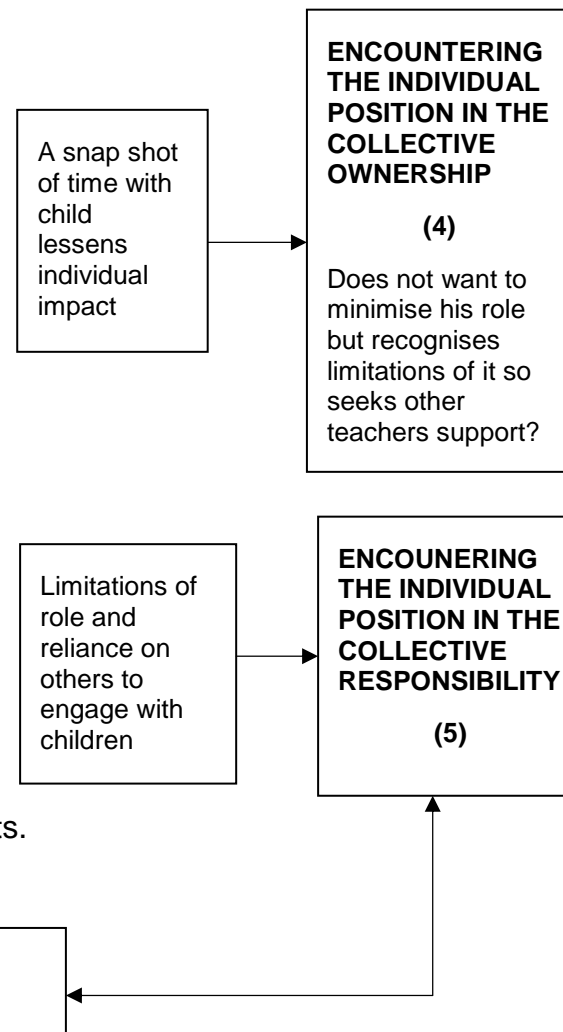 ENCOUNTERING
THE INDIVIDUAL
POSITION IN THE
COLLECTIVE
OWNERSHIP
(4)
Does not want to
minimise his role
but recognises
limitations of it so
seeks other
teachers support?
A snap shot
of time with
child
lessens
individual
impact
ENCOUNERING
THE INDIVIDUAL
POSITION IN THE
COLLECTIVE
RESPONSIBILITY
(5)
Limitations of
role and
reliance on
others to
engage with
children
ts.